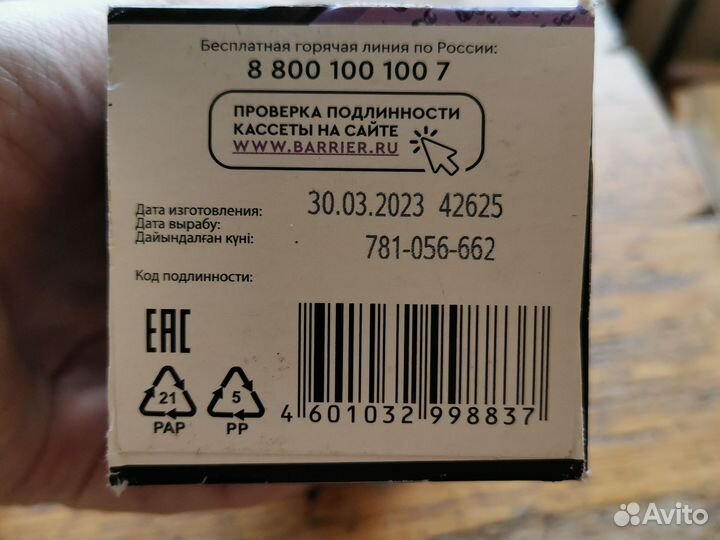 Бесплатная горячая линия по России:
8 800 100 100 7
ПРОВЕРКА ПОДЛИННОСТИ
КАССЕТЫ НА САЙТЕ
WWW.BARRIER.RU
Дата изготовления: 30.03.2023 42625
Дата вырабу:
Дайындалған күні: 781-056-662
Код подлинности:
EAC
21 5
PAP PP
4 601032 998837
Avito